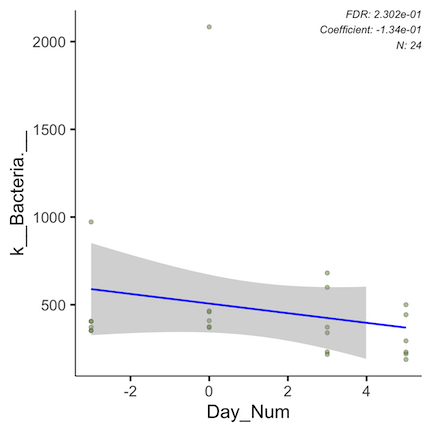 FDR: 2.302e-01
Coefficient: -1.34e-01
N: 24
2000
1500
1000
500
k__Bacteria.__
-2
0
2
4
Day_Num